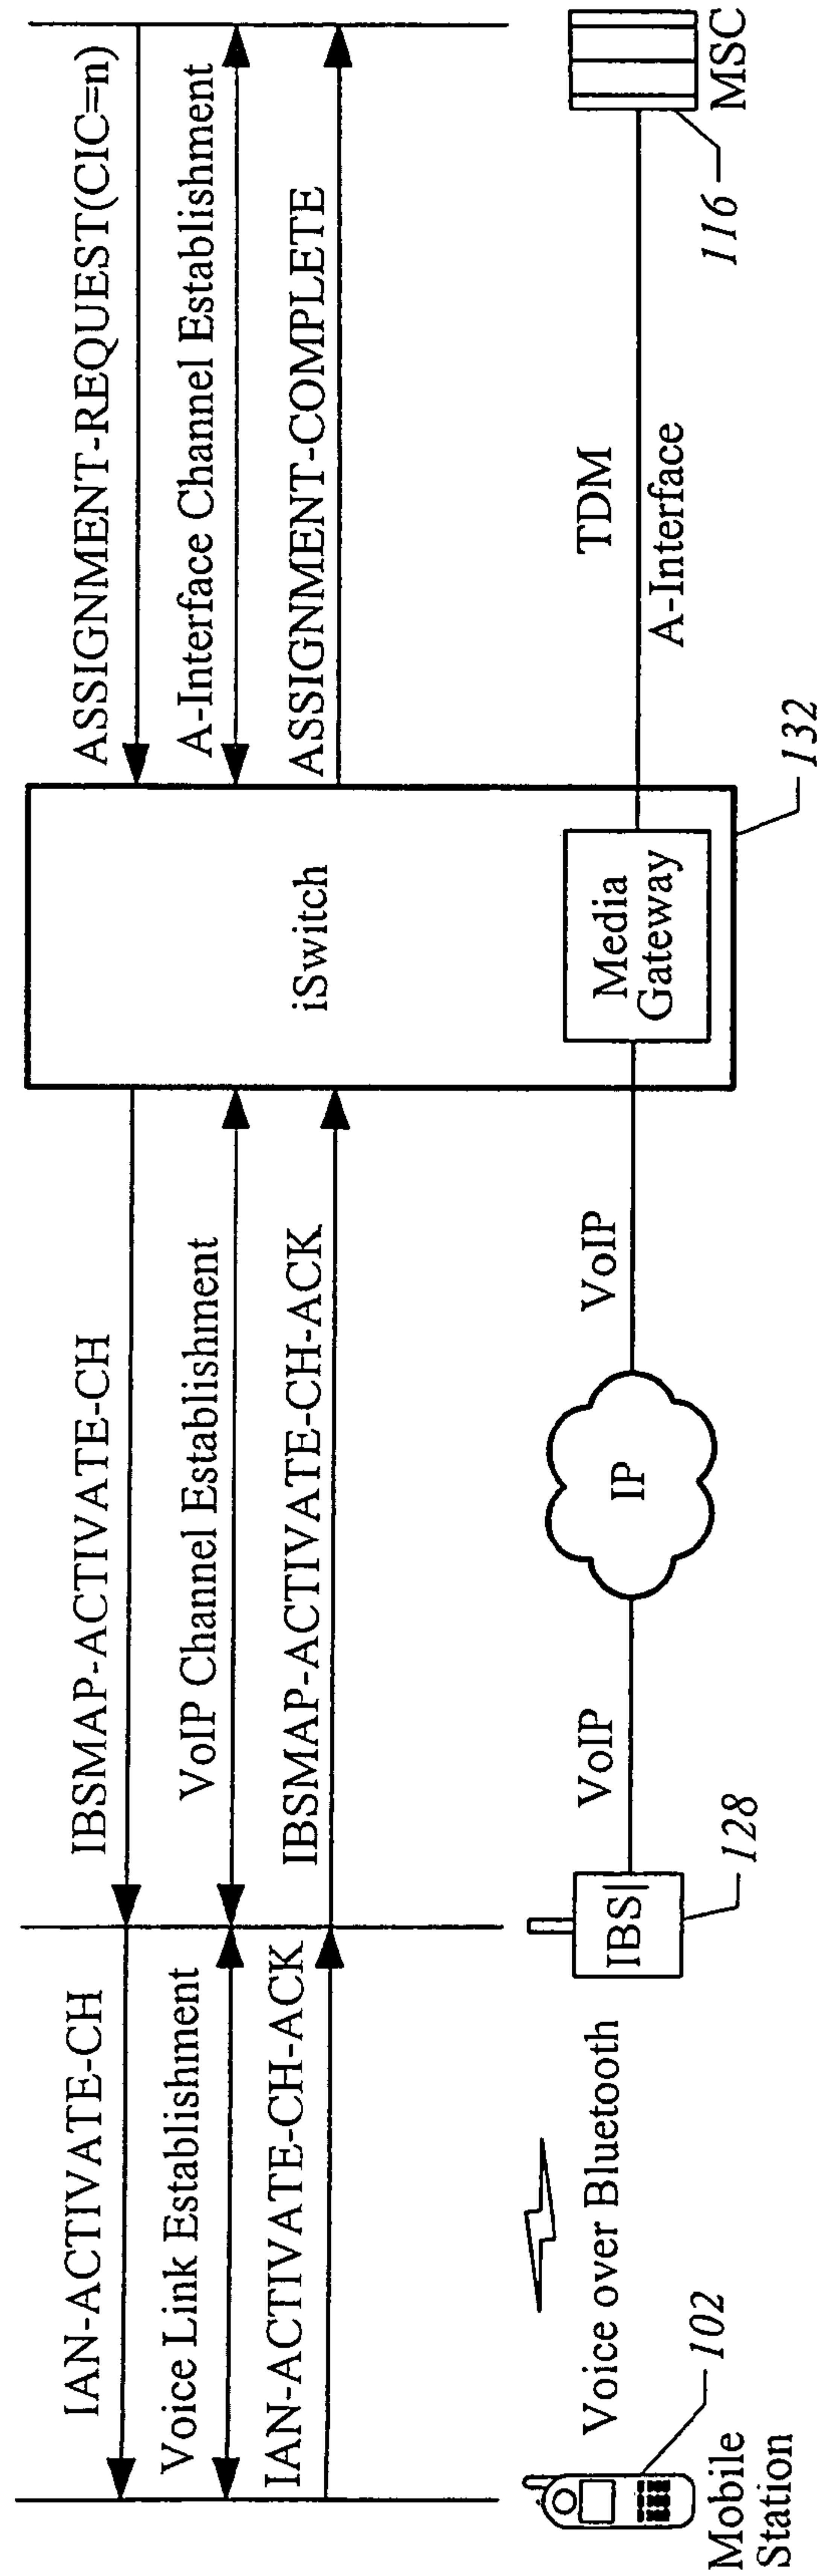 IAN-ACTIVATE-CH
IBSMAP-ACTIVATE-CH
ASSIGNMENT-REQUEST(CIC=n)
Voice Link Establishment
VoIP Channel Establishment
A-Interface Channel Establishment
IAN-ACTIVATE-CH-ACK
IBSMAP-ACTIVATE-CH-ACK
iSwitch
ASSIGNMENT-COMPLETE
Voice over Bluetooth
IBS
VoIP
IP
VoIP
Media
Gateway
TDM
A-Interface
MSC
102
128
132
116
Mobile
Station